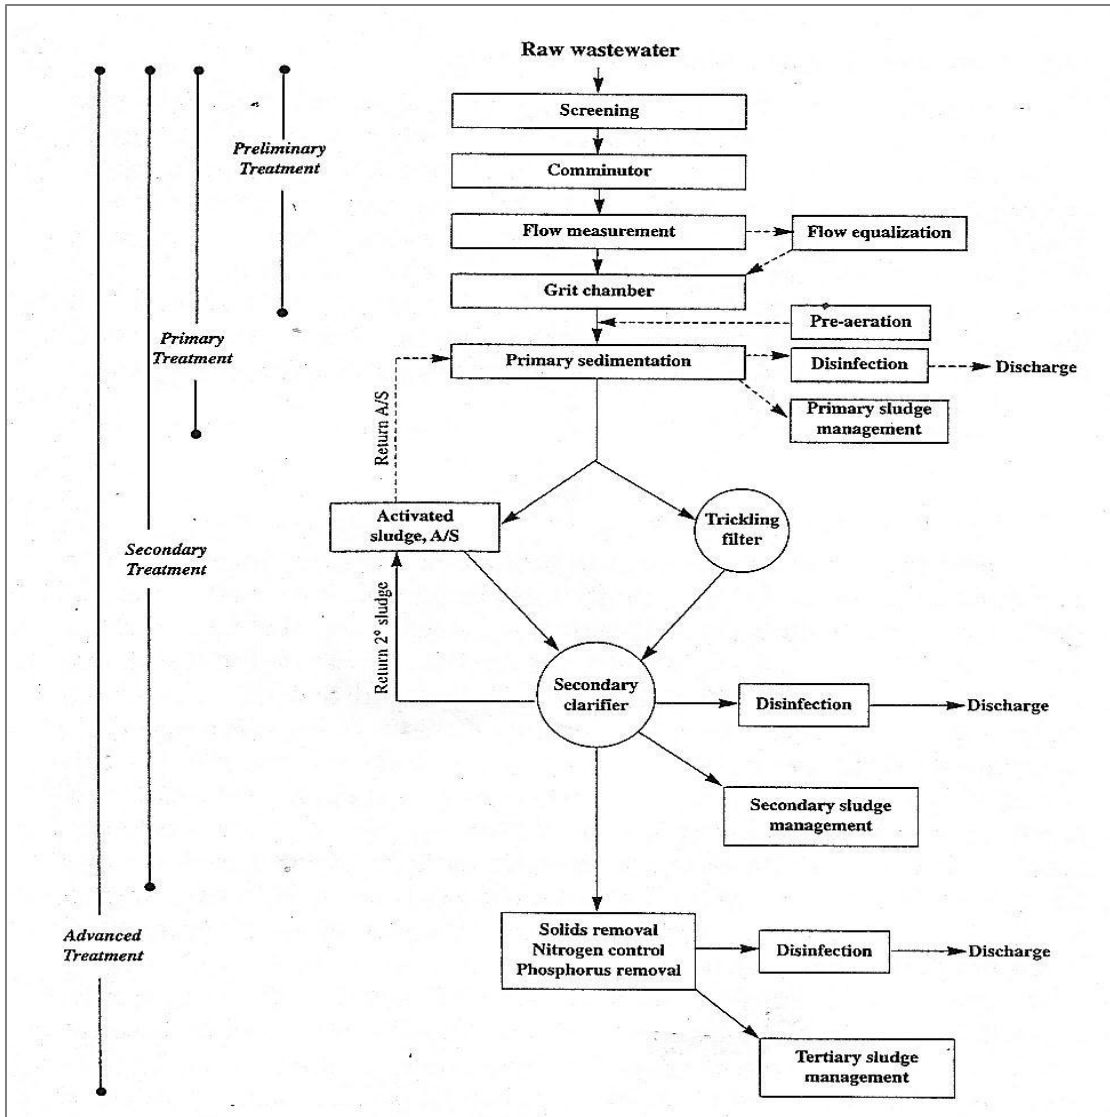 Raw wastewater
Screening
Preliminary
Treatment
Comminutor
Flow measurement
Flow equalization
Grit chamber
Pre-aeration
Primary
Treatment
Primary sedimentation
Disinfection
Discharge
Return A/S
Primary sludge
management
Activated
sludge, A/S
Trickling
filter
Secondary
Treatment
Return 2° sludge
Secondary
clarifier
Disinfection
Discharge
Secondary sludge
management
Advanced
Treatment
Solids removal
Nitrogen control
Phosphorus removal
Disinfection
Discharge
Tertiary sludge
management